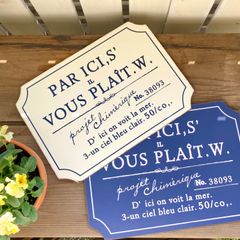 PAR ICI, S'
IL
VOUS PLAÎT. W.
projet chimérique No. 38093
D' ici on voit la mer.
3-un ciel bleu clair. 50/co,.
PAR ICI, S'
IL
VOUS PLAÎT. W.
projet chimérique No. 38093
D' ici on voit la mer.
3-un ciel bleu clair. 50/co,.